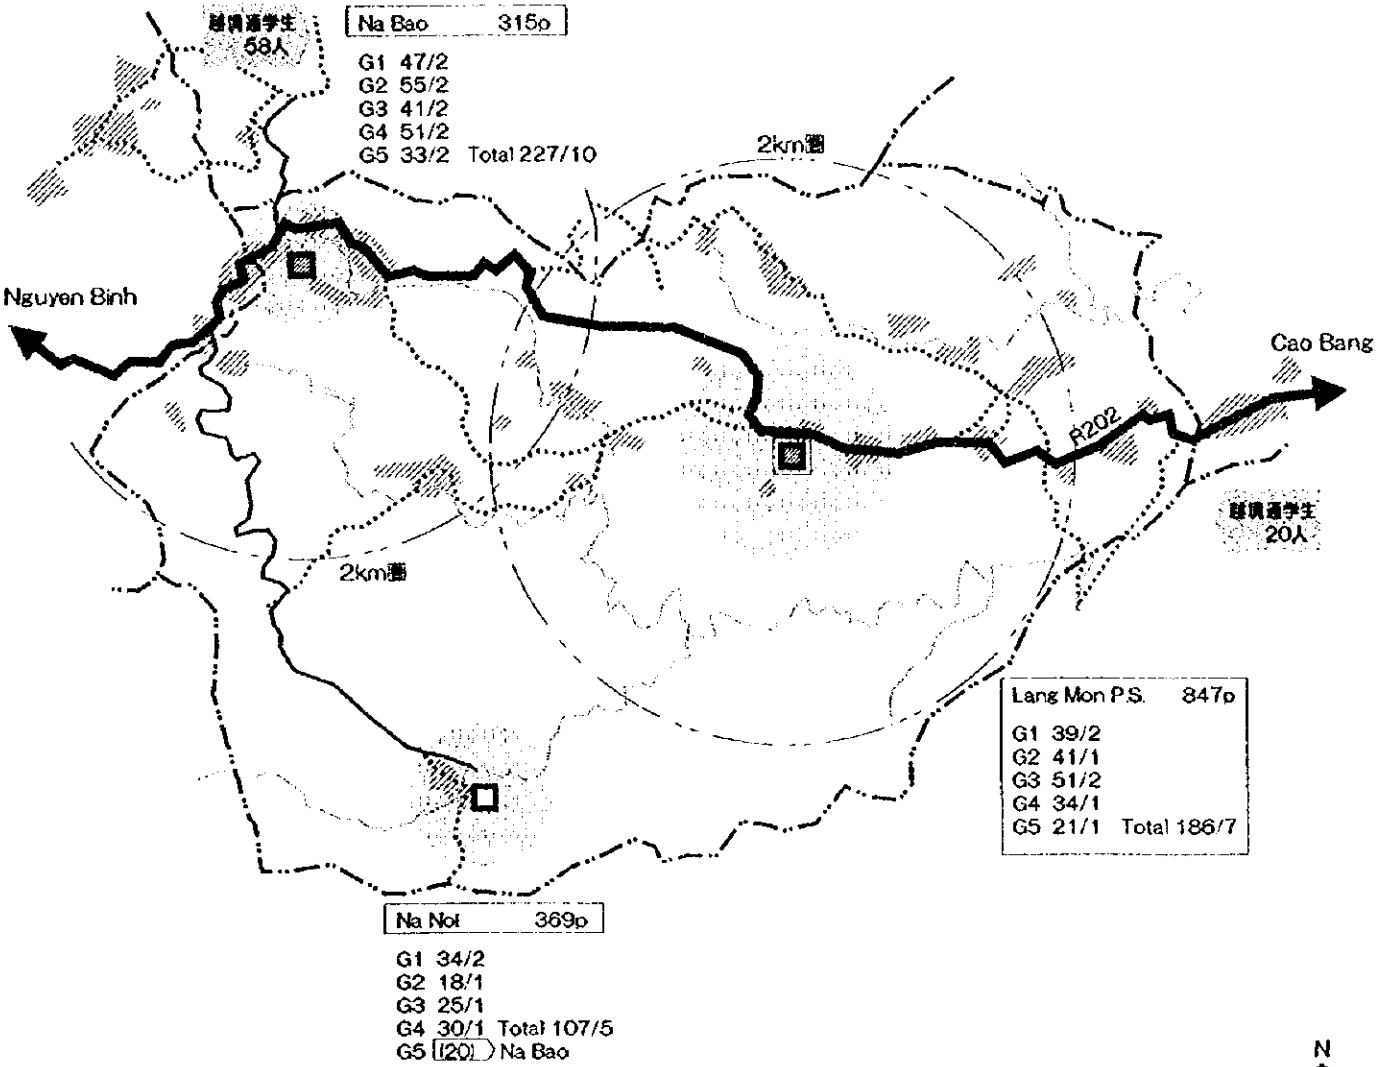 越境通学生
58人
Na Bao 315p
G1 47/2
G2 55/2
G3 41/2
G4 51/2
G5 33/2 Total 227/10
2km圏
Nguyen Binh
Cao Bang
R202
越境通学生
20人
2km圏
Lang Mon P.S. 847p
G1 39/2
G2 41/1
G3 51/2
G4 34/1
G5 21/1 Total 186/7
Na Noi 369p
G1 34/2
G2 18/1
G3 25/1
G4 30/1 Total 107/5
G5 (20) Na Bao
N